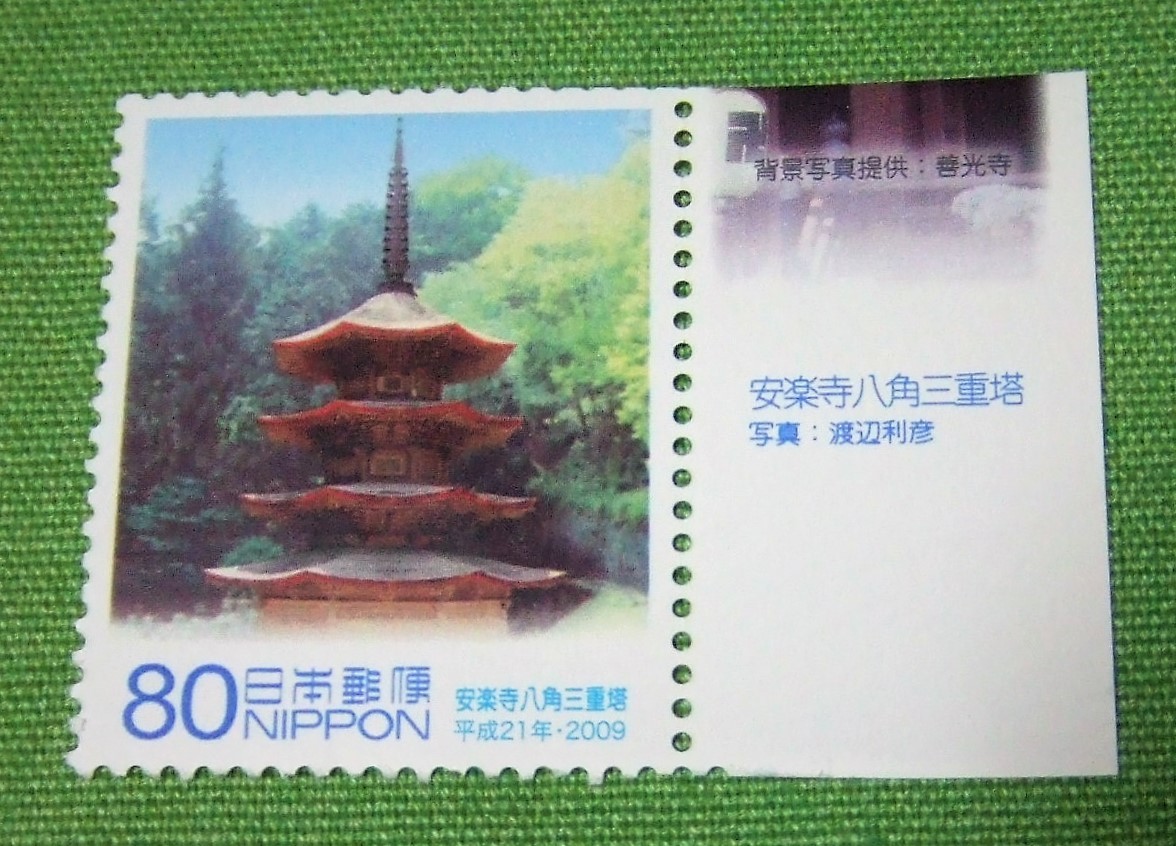 背景写真提供：善光寺
安楽寺八角三重塔
写真：渡辺利彦
80 日本郵便
NIPPON
安楽寺八角三重塔
平成21年・2009